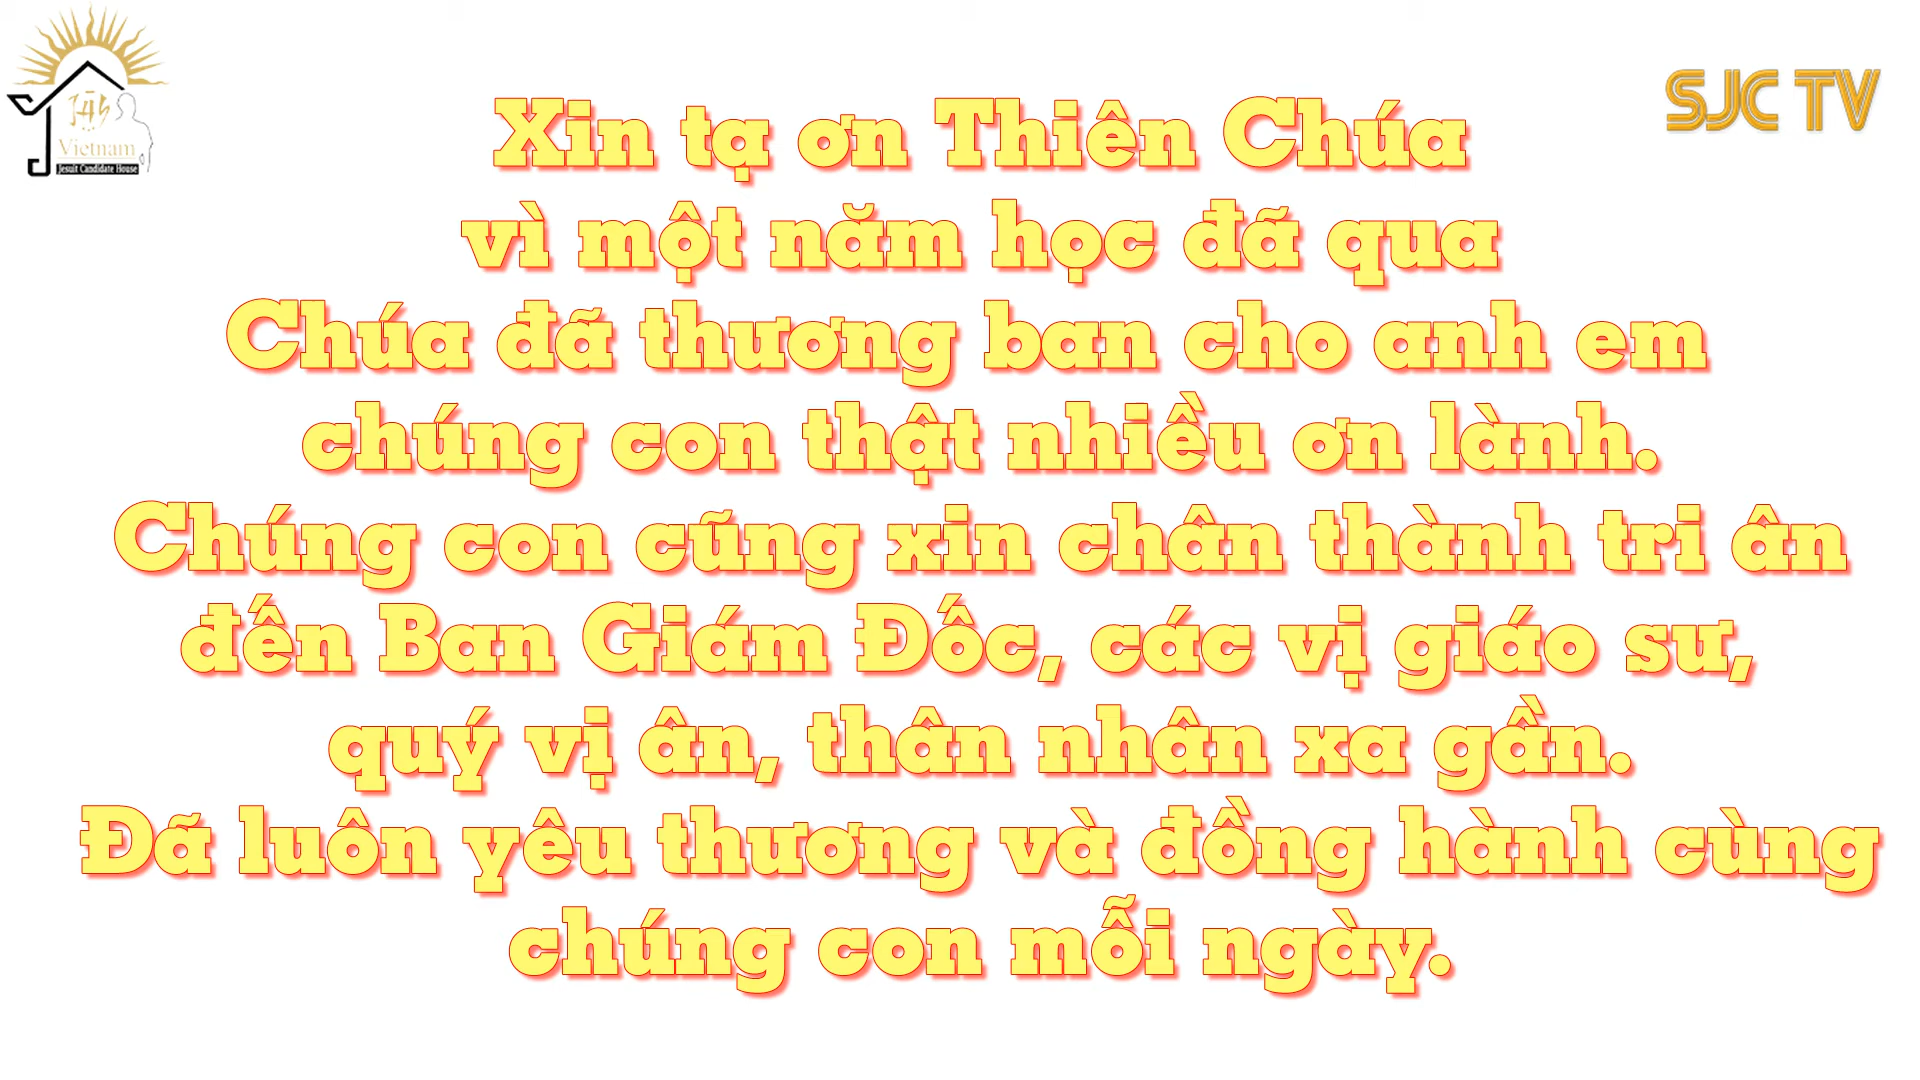 SJC TV
Vietnam
Jesuit Candidate House
Xin tạ ơn Thiên Chúa
vì một năm học đã qua
Chúa đã thương ban cho anh em
chúng con thật nhiều ơn lành.
Chúng con cũng xin chân thành tri ân
đến Ban Giám Đốc, các vị giáo sư,
quý vị ân, thân nhân xa gần.
Đã luôn yêu thương và đồng hành cùng
chúng con mỗi ngày.